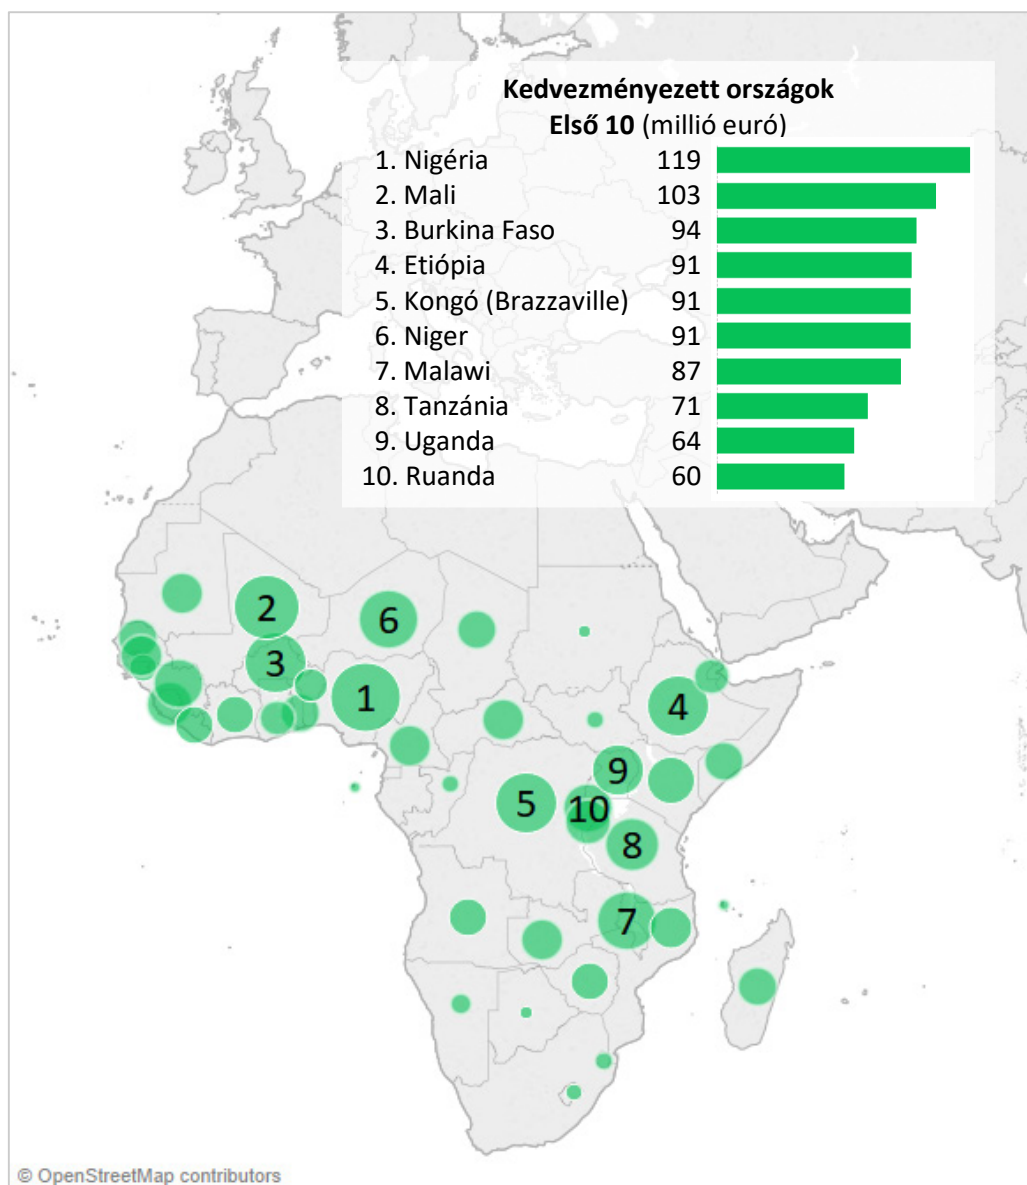 Kedvezményezett országok
Első 10 (millió euró)
1. Nigéria 119
2. Mali 103
3. Burkina Faso 94
4. Etiópia 91
5. Kongó (Brazzaville) 91
6. Niger 91
7. Malawi 87
8. Tanzánia 71
9. Uganda 64
10. Ruanda 60
2
6
3
1
4
9
5
10
8
7
© OpenStreetMap contributors